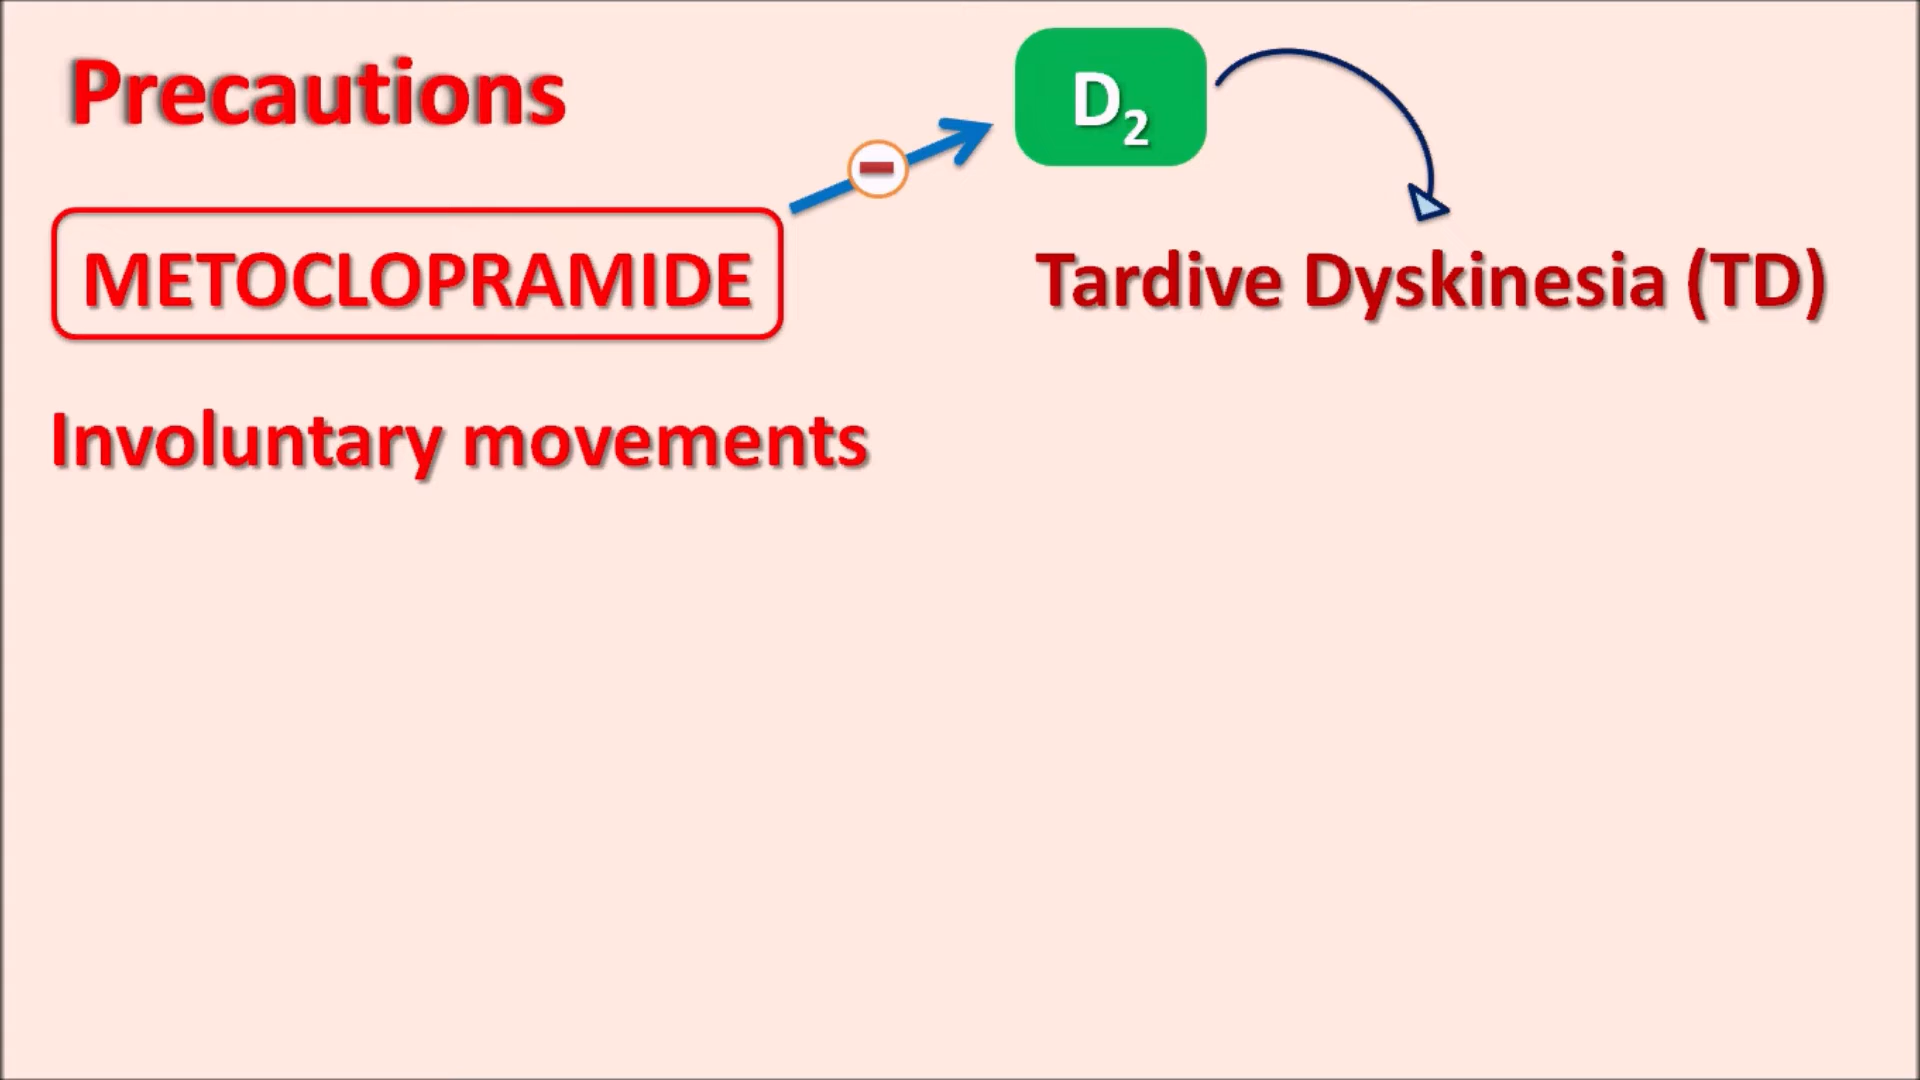 Precautions
D2
METOCLOPRAMIDE
Tardive Dyskinesia (TD)
Involuntary movements